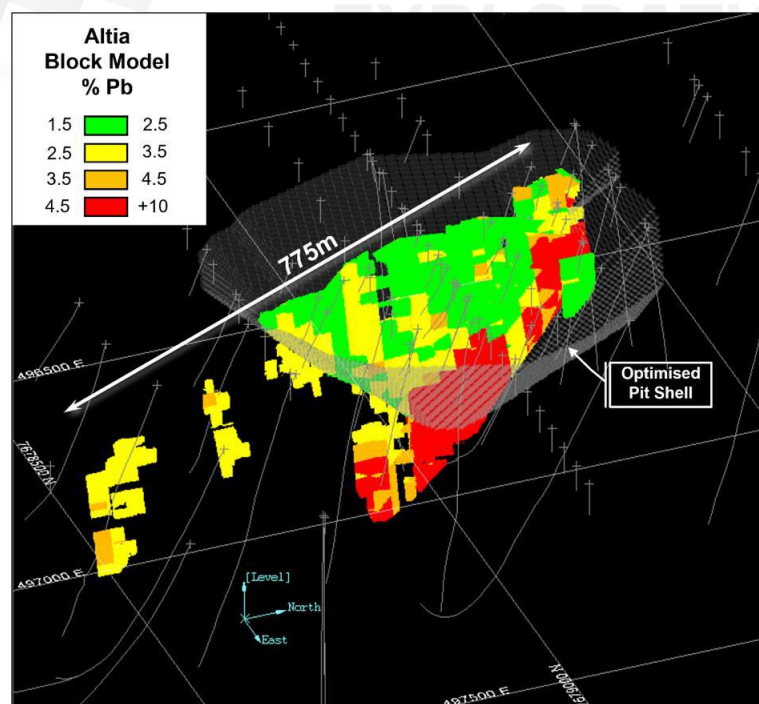 Altia
Block Model
% Pb
1.5 2.5
2.5 3.5
3.5 4.5
4.5 +10
775m
496500 E
Optimised
Pit Shell
7678500 N
497000 E
[Level]
North
East
497500 E